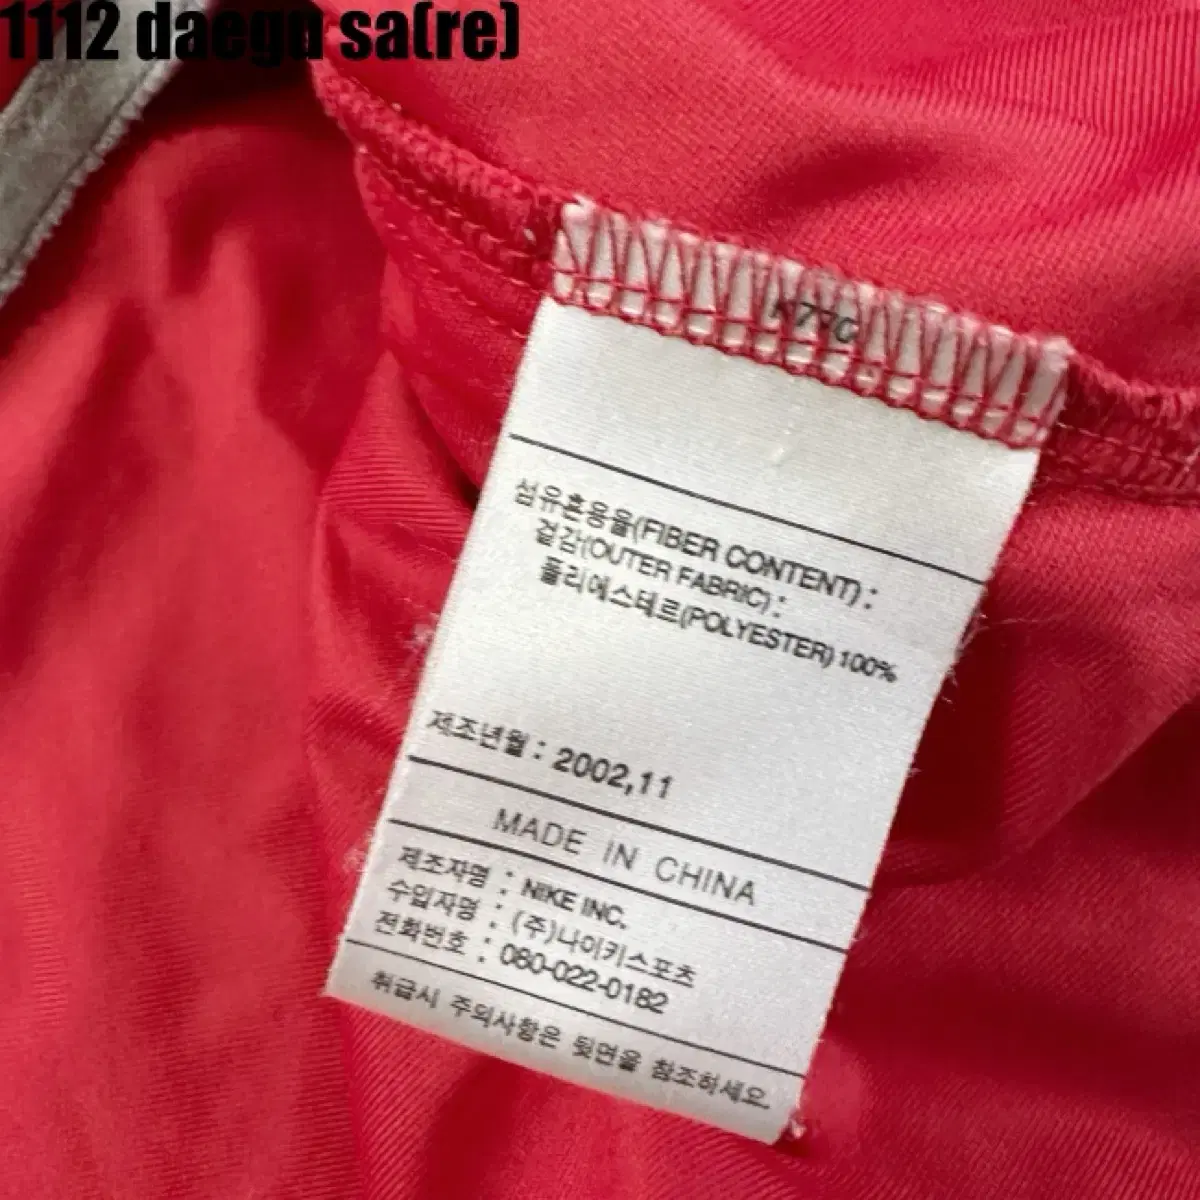 1112 daegu sa(re)
섬유혼용율(FIBER CONTENT) :
겉감(OUTER FABRIC) :
폴리에스테르(POLYESTER) 100%
제조년월 : 2002,11
MADE IN CHINA
제조자명 : NIKE INC.
수입자명 : (주)나이키스포츠
전화번호 : 080-022-0182
취급시 주의사항은 뒷면을 참조하세요.